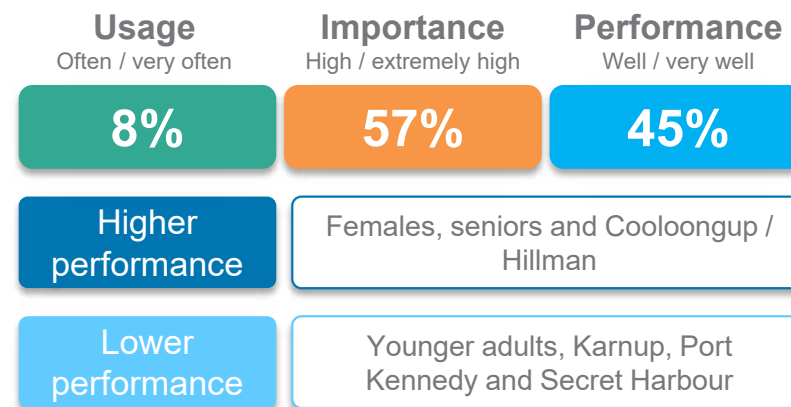 Usage
Often / very often
8%
Importance
High / extremely high
57%
Performance
Well / very well
45%
Higher
performance
Females, seniors and Cooloongup /
Hillman
Lower
performance
Younger adults, Karnup, Port
Kennedy and Secret Harbour